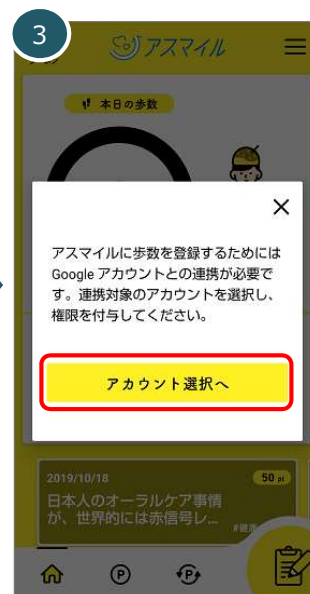 3
アスマイル
本日の歩数
アスマイルに歩数を登録するためには
Google アカウントとの連携が必要で
す。連携対象のアカウントを選択し、
権限を付与してください。
アカウント選択へ
2019/10/18
50 pt
日本人のオーラルケア事情
が、世界的には赤信号レ...
P
P